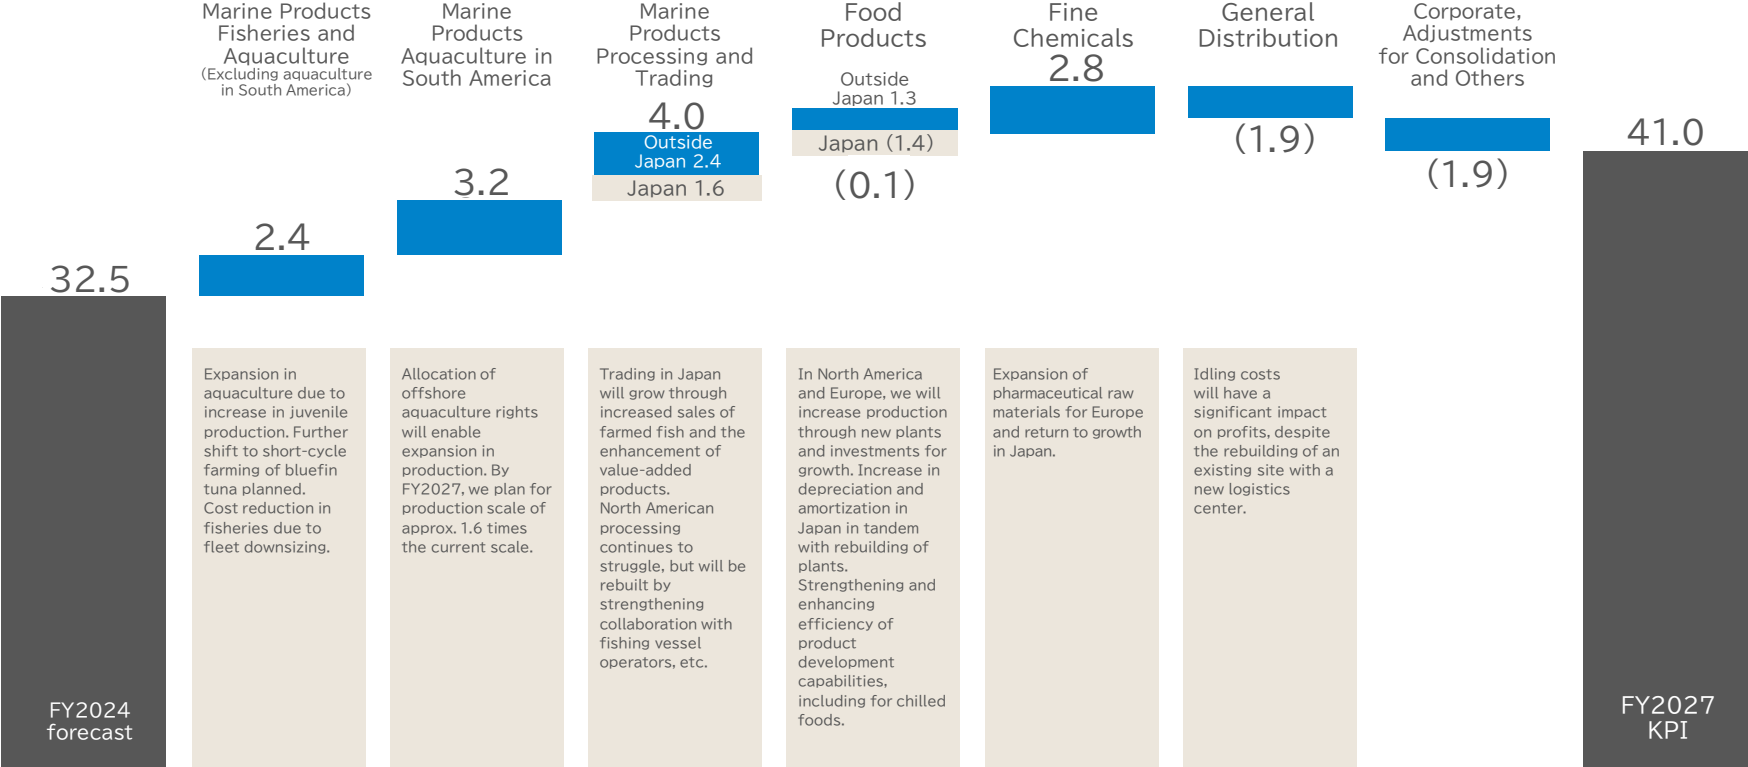 Marine Products
Fisheries and
Aquaculture
(Excluding aquaculture
in South America)
2.4
Marine
Products
Aquaculture in
South America
3.2
Marine
Products
Processing and
Trading
4.0
Outside
Japan 2.4
Japan 1.6
Food
Products
Outside
Japan 1.3
Japan (1.4)
(0.1)
Fine
Chemicals
2.8
General
Distribution
(1.9)
Corporate,
Adjustments
for Consolidation
and Others
(1.9)
41.0
32.5
FY2024
forecast
Expansion in
aquaculture due to
increase in juvenile
production. Further
shift to short-cycle
farming of bluefin
tuna planned.
Cost reduction in
fisheries due to
fleet downsizing.
Allocation of
offshore
aquaculture rights
will enable
expansion in
production. By
FY2027, we plan for
production scale of
approx. 1.6 times
the current scale.
Trading in Japan
will grow through
increased sales of
farmed fish and the
enhancement of
value-added
products.
North American
processing
continues to
struggle, but will be
rebuilt by
strengthening
collaboration with
fishing vessel
operators, etc.
In North America
and Europe, we will
increase production
through new plants
and investments for
growth. Increase in
depreciation and
amortization in
Japan in tandem
with rebuilding of
plants.
Strengthening and
enhancing
efficiency of
product
development
capabilities,
including for chilled
foods.
Expansion of
pharmaceutical raw
materials for Europe
and return to growth
in Japan.
Idling costs
will have a
significant impact
on profits, despite
the rebuilding of an
existing site with a
new logistics
center.
FY2027
KPI